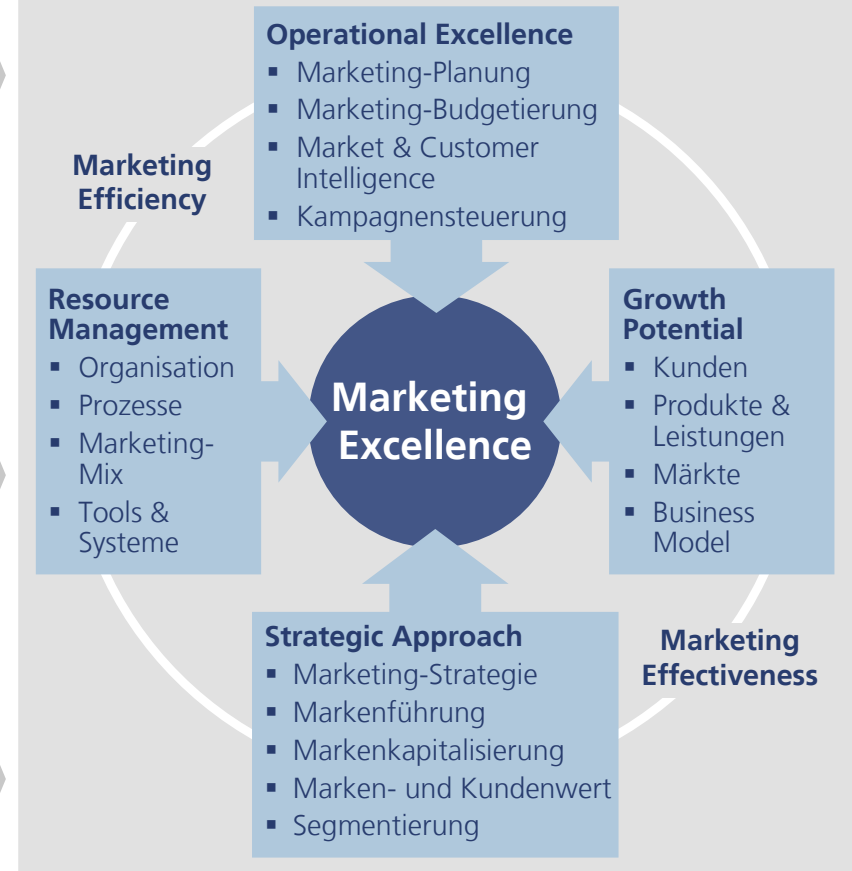 Operational Excellence
▪ Marketing-Planung
▪ Marketing-Budgetierung
▪ Market & Customer
Intelligence
▪ Kampagnensteuerung
Marketing
Efficiency
Resource
Management
▪ Organisation
▪ Prozesse
▪ Marketing-
Mix
▪ Tools &
Systeme
Marketing
Excellence
Growth
Potential
▪ Kunden
▪ Produkte &
Leistungen
▪ Märkte
▪ Business
Model
Strategic Approach
▪ Marketing-Strategie
▪ Markenführung
▪ Markenkapitalisierung
▪ Marken- und Kundenwert
▪ Segmentierung
Marketing
Effectiveness